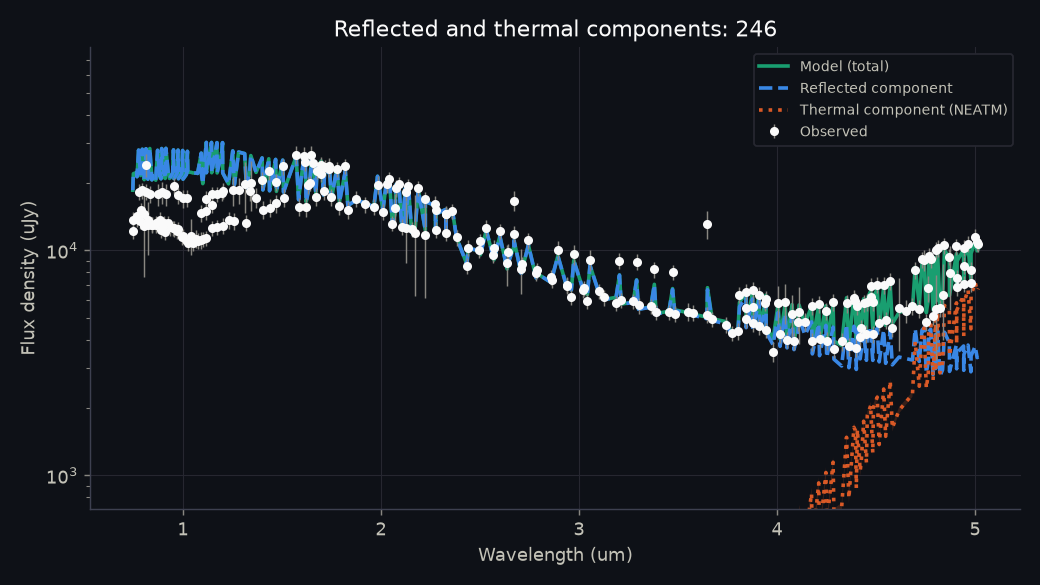 Reflected and thermal components: 246
Model (total)
Reflected component
Thermal component (NEATM)
Observed
Flux density (uJy)
10⁴
10³
1 2 3 4 5
Wavelength (um)